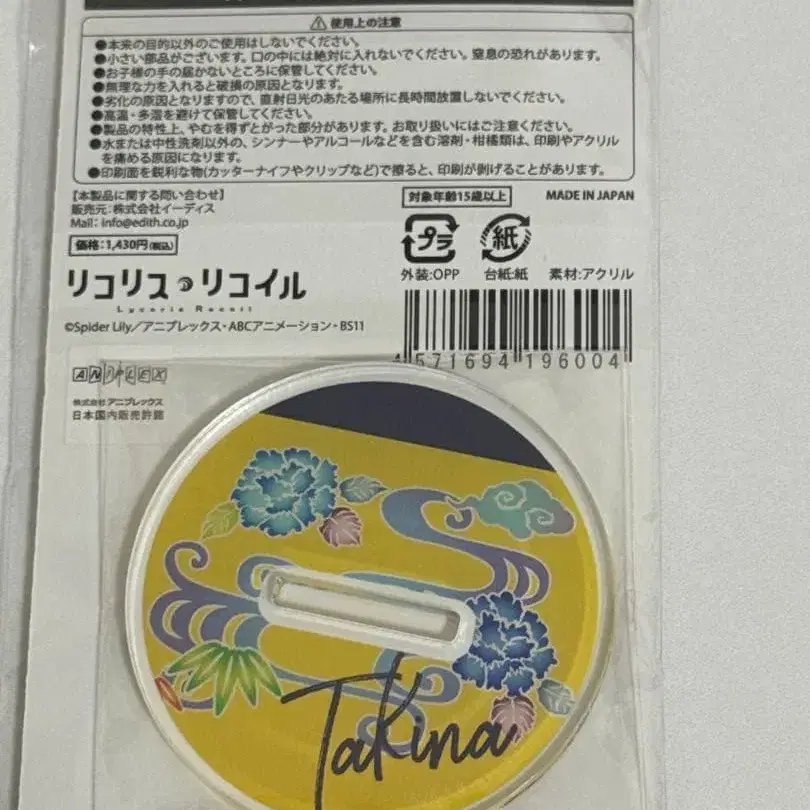 ⚠使用上の注意
●本来の目的以外のご使用はしないでください。
●小さい部品がございます。口の中には絶対に入れないでください。窒息の恐れがあります。
●お子様の手の届かないところに保管してください。
●無理な力を入れると破損の原因となります。
●劣化の原因となりますので、直射日光のあたる場所に長時間放置しないでください。
●高温・多湿を避けて保管してください。
●製品の特性上、やむを得ずとがった部分があります。お取り扱いにはご注意ください。
●水または中性洗剤以外の、シンナーやアルコールなどを含む溶剤・柑橘類は、印刷やアクリル
を痛める原因になります。
●印刷面を鋭利な物(カッターナイフやクリップなど)で擦ると、印刷が剥げることがあります。
【本製品に関する問い合わせ】
販売元:株式会社イーディス
Mail: info@edith.co.jp
対象年齢15歳以上
MADE IN JAPAN
価格:1,430円(税込)
プラ
紙
外装:OPP 台紙:紙 素材:アクリル
リコリス・リコイル
Lycoris Recoil
©Spider Lily/アニプレックス・ABCアニメーション・BS11
4 571694 196004
ANIPLEX
株式会社アニプレックス
日本国内販売許諾
Takina